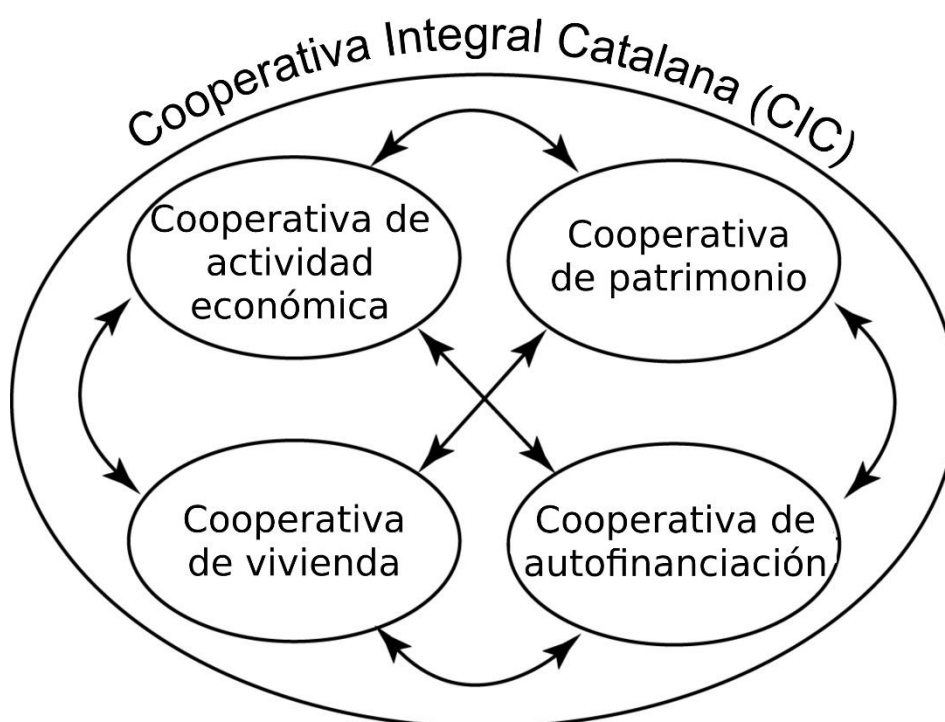 Cooperativa Integral Catalana (CIC)
Cooperativa de
actividad
económica
Cooperativa
de patrimonio
Cooperativa
de vivienda
Cooperativa de
autofinanciación